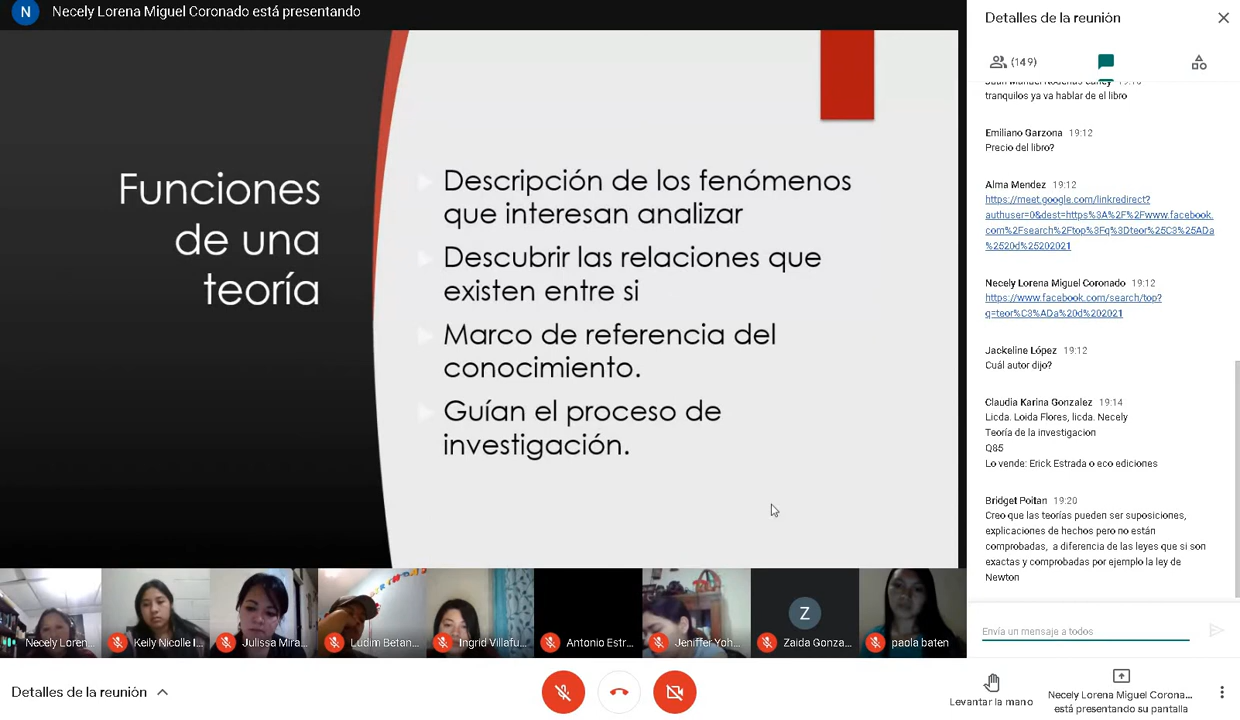 N
Necely Lorena Miguel Coronado está presentando
Funciones
de una
teoría
Descripción de los fenómenos
que interesan analizar
Descubrir las relaciones que
existen entre si
Marco de referencia del
conocimiento.
Guían el proceso de
investigación.
Necely Loren...
Keily Nicolle I...
Julissa Mira...
Ludim Betan...
Ingrid Villafu...
Antonio Estr...
Jeniffer Yoh...
Z
Zaida Gonza...
paola baten
Detalles de la reunión
Levantar la mano
Necely Lorena Miguel Corona...
está presentando su pantalla
Detalles de la reunión
(149)
tranquilos ya va hablar de el libro
Emiliano Garzona 19:12
Precio del libro?
Alma Mendez 19:12
https://meet.google.com/linkredirect?
authuser=0&dest=https%3A%2F%2Fwww.facebook.
com%2Fsearch%2Ftop%3Fq%3Dteor%25C3%25ADa
%2520d%25202021
Necely Lorena Miguel Coronado 19:12
https://www.facebook.com/search/top?
q=teor%C3%ADa%20d%202021
Jackeline López 19:12
Cuál autor dijo?
Claudia Karina Gonzalez 19:14
Licda. Loida Flores, licda. Necely
Teoría de la investigacion
Q85
Lo vende: Erick Estrada o eco ediciones
Bridget Poitan 19:20
Creo que las teorías pueden ser suposiciones,
explicaciones de hechos pero no están
comprobadas, a diferencia de las leyes que si son
exactas y comprobadas por ejemplo la ley de
Newton
Envía un mensaje a todos